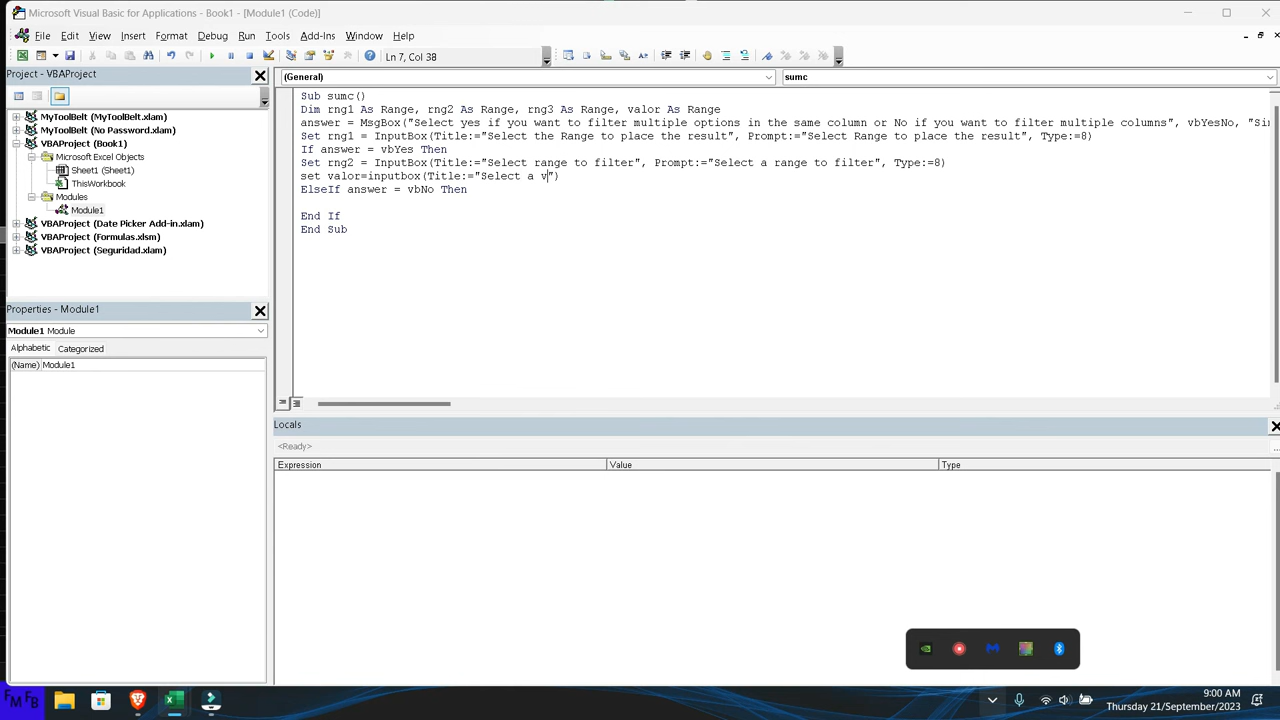 Microsoft Visual Basic for Applications - Book1 - [Module1 (Code)]
File Edit View Insert Format Debug Run Tools Add-Ins Window Help
Ln 7, Col 38
Project - VBAProject
(General) sumc
MyToolBelt (MyToolBelt.xlam)
MyToolBelt (No Password.xlam)
VBAProject (Book1)
Microsoft Excel Objects
Sheet1 (Sheet1)
ThisWorkbook
Modules
Module1
VBAProject (Date Picker Add-in.xlam)
VBAProject (Formulas.xlsm)
VBAProject (Seguridad.xlam)
Sub sumc()
Dim rng1 As Range, rng2 As Range, rng3 As Range, valor As Range
answer = MsgBox("Select yes if you want to filter multiple options in the same column or No if you want to filter multiple columns", vbYesNo, "Sin
Set rng1 = InputBox(Title:="Select the Range to place the result", Prompt:="Select Range to place the result", Type:=8)
If answer = vbYes Then
Set rng2 = InputBox(Title:="Select range to filter", Prompt:="Select a range to filter", Type:=8)
set valor=inputbox(Title:="Select a v")
ElseIf answer = vbNo Then
End If
End Sub
Properties - Module1
Module1 Module
Alphabetic Categorized
(Name) Module1
Locals
<Ready>
Expression Value Type
FM FB
9:00 AM
Thursday 21/September/2023